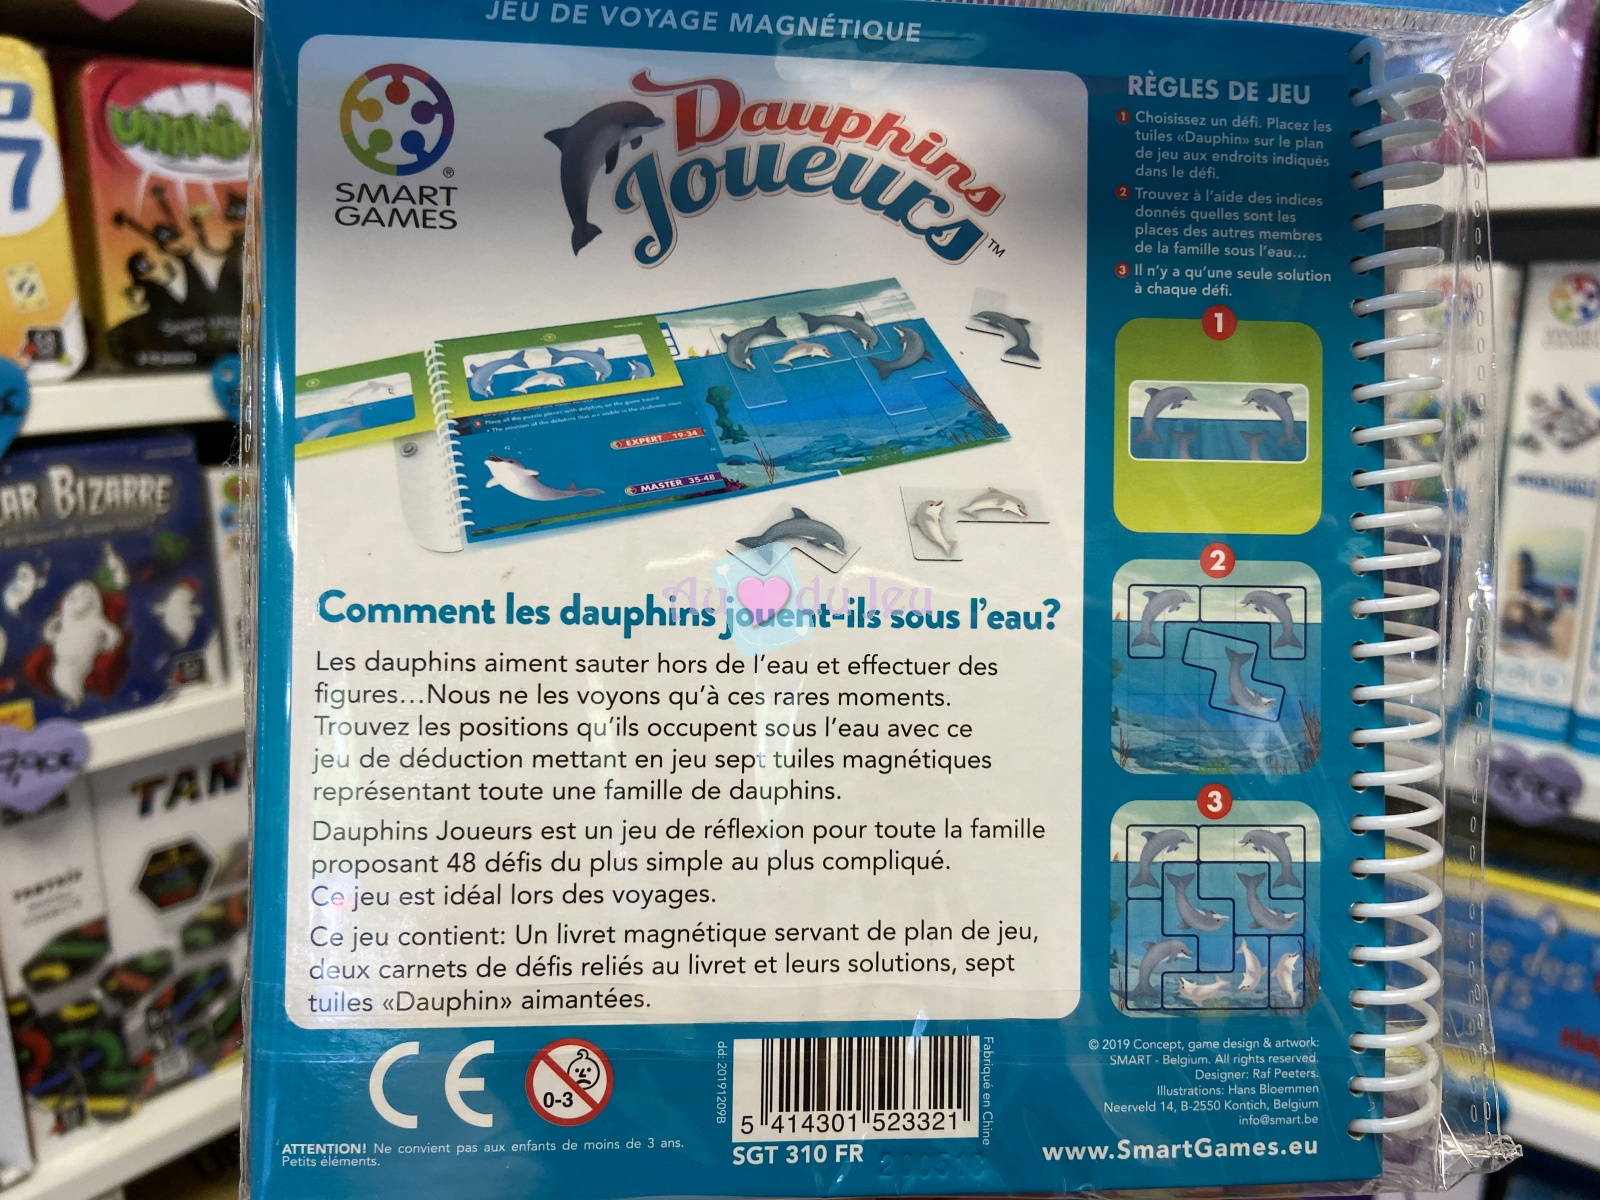 JEU DE VOYAGE MAGNÉTIQUE
SMART
GAMES
®
Dauphins
Joueurs
™
EXPERT 19-34
MASTER 35-48
Comment les dauphins jouent-ils sous l'eau?
Au du Jeu
Les dauphins aiment sauter hors de l'eau et effectuer des
figures...Nous ne les voyons qu'à ces rares moments.
Trouvez les positions qu'ils occupent sous l'eau avec ce
jeu de déduction mettant en jeu sept tuiles magnétiques
représentant toute une famille de dauphins.
Dauphins Joueurs est un jeu de réflexion pour toute la famille
proposant 48 défis du plus simple au plus compliqué.
Ce jeu est idéal lors des voyages.
Ce jeu contient: Un livret magnétique servant de plan de jeu,
deux carnets de défis reliés au livret et leurs solutions, sept
tuiles «Dauphin» aimantées.
RÈGLES DE JEU
1 Choisissez un défi. Placez les
tuiles «Dauphin» sur le plan
de jeu aux endroits indiqués
dans le défi.
2 Trouvez à l'aide des indices
donnés quelles sont les
places des autres membres
de la famille sous l'eau...
3 Il n'y a qu'une seule solution
à chaque défi.
1
2
3
CE
0-3
ATTENTION! Ne convient pas aux enfants de moins de 3 ans.
Petits éléments.
dd: 20191209B
5 414301 523321
Fabriqué en Chine
SGT 310 FR
© 2019 Concept, game design & artwork:
SMART - Belgium. All rights reserved.
Designer: Raf Peeters.
Illustrations: Hans Bloemmen
Neerveld 14, B-2550 Kontich, Belgium
info@smart.be
www.SmartGames.eu
7
BIZARRE
TAN